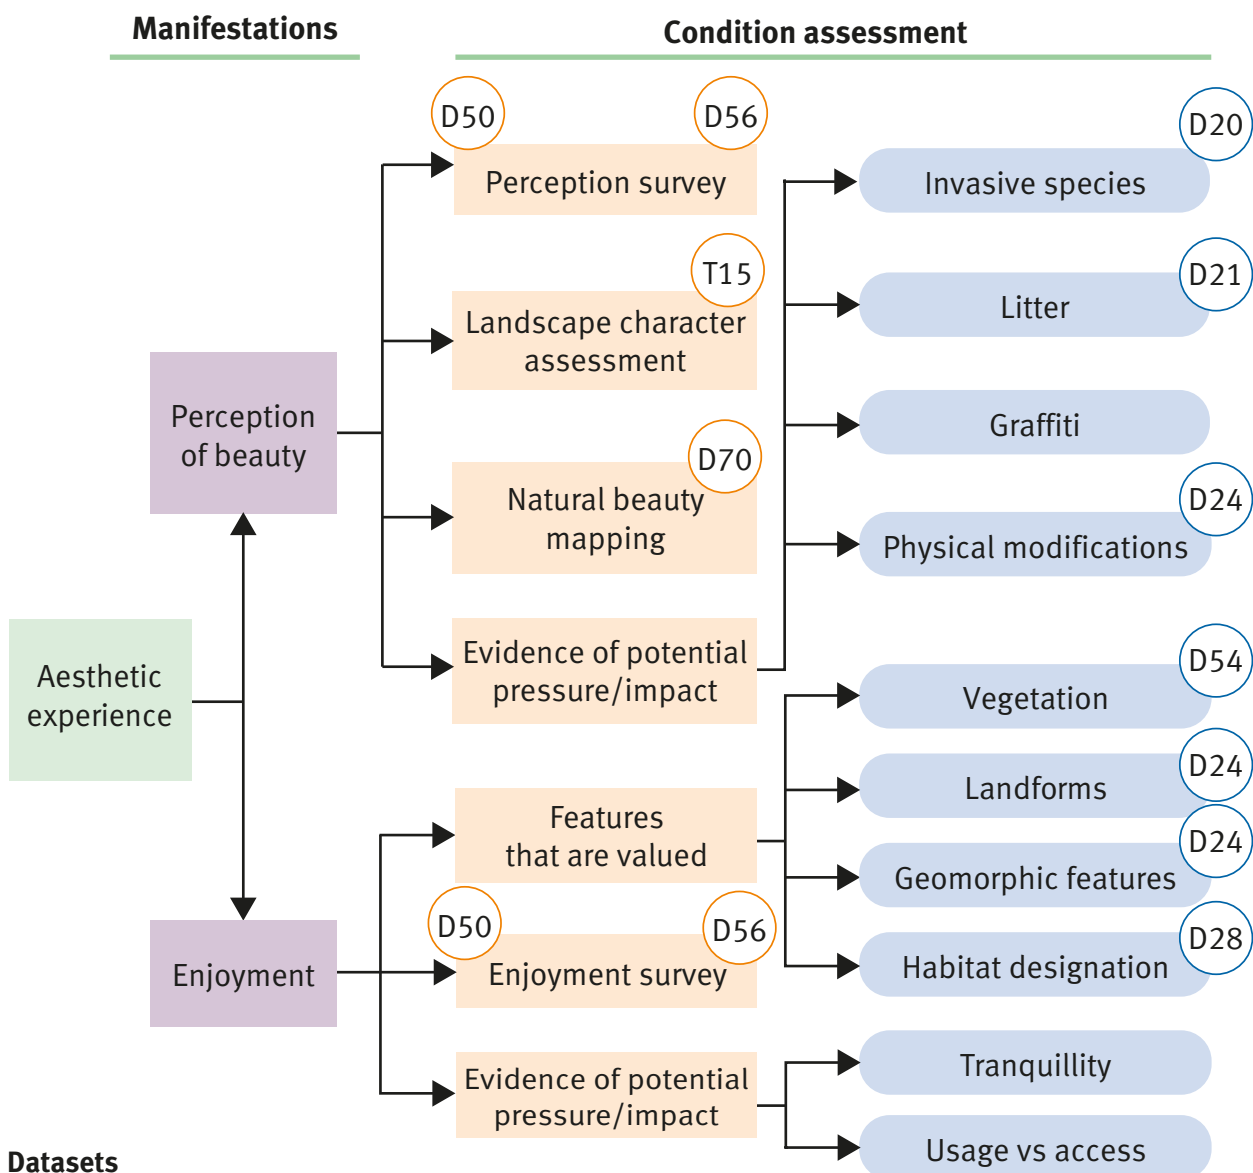 Manifestations
Condition assessment
D50
D56
Perception survey
T15
Landscape character
assessment
D70
Natural beauty
mapping
Evidence of potential
pressure/impact
D20
Invasive species
D21
Litter
Graffiti
D24
Physical modifications
Perception
of beauty
Aesthetic
experience
Enjoyment
Features
that are valued
D50
D56
Enjoyment survey
Evidence of potential
pressure/impact
D54
Vegetation
D24
Landforms
D24
Geomorphic features
D28
Habitat designation
Tranquillity
Usage vs access
Datasets